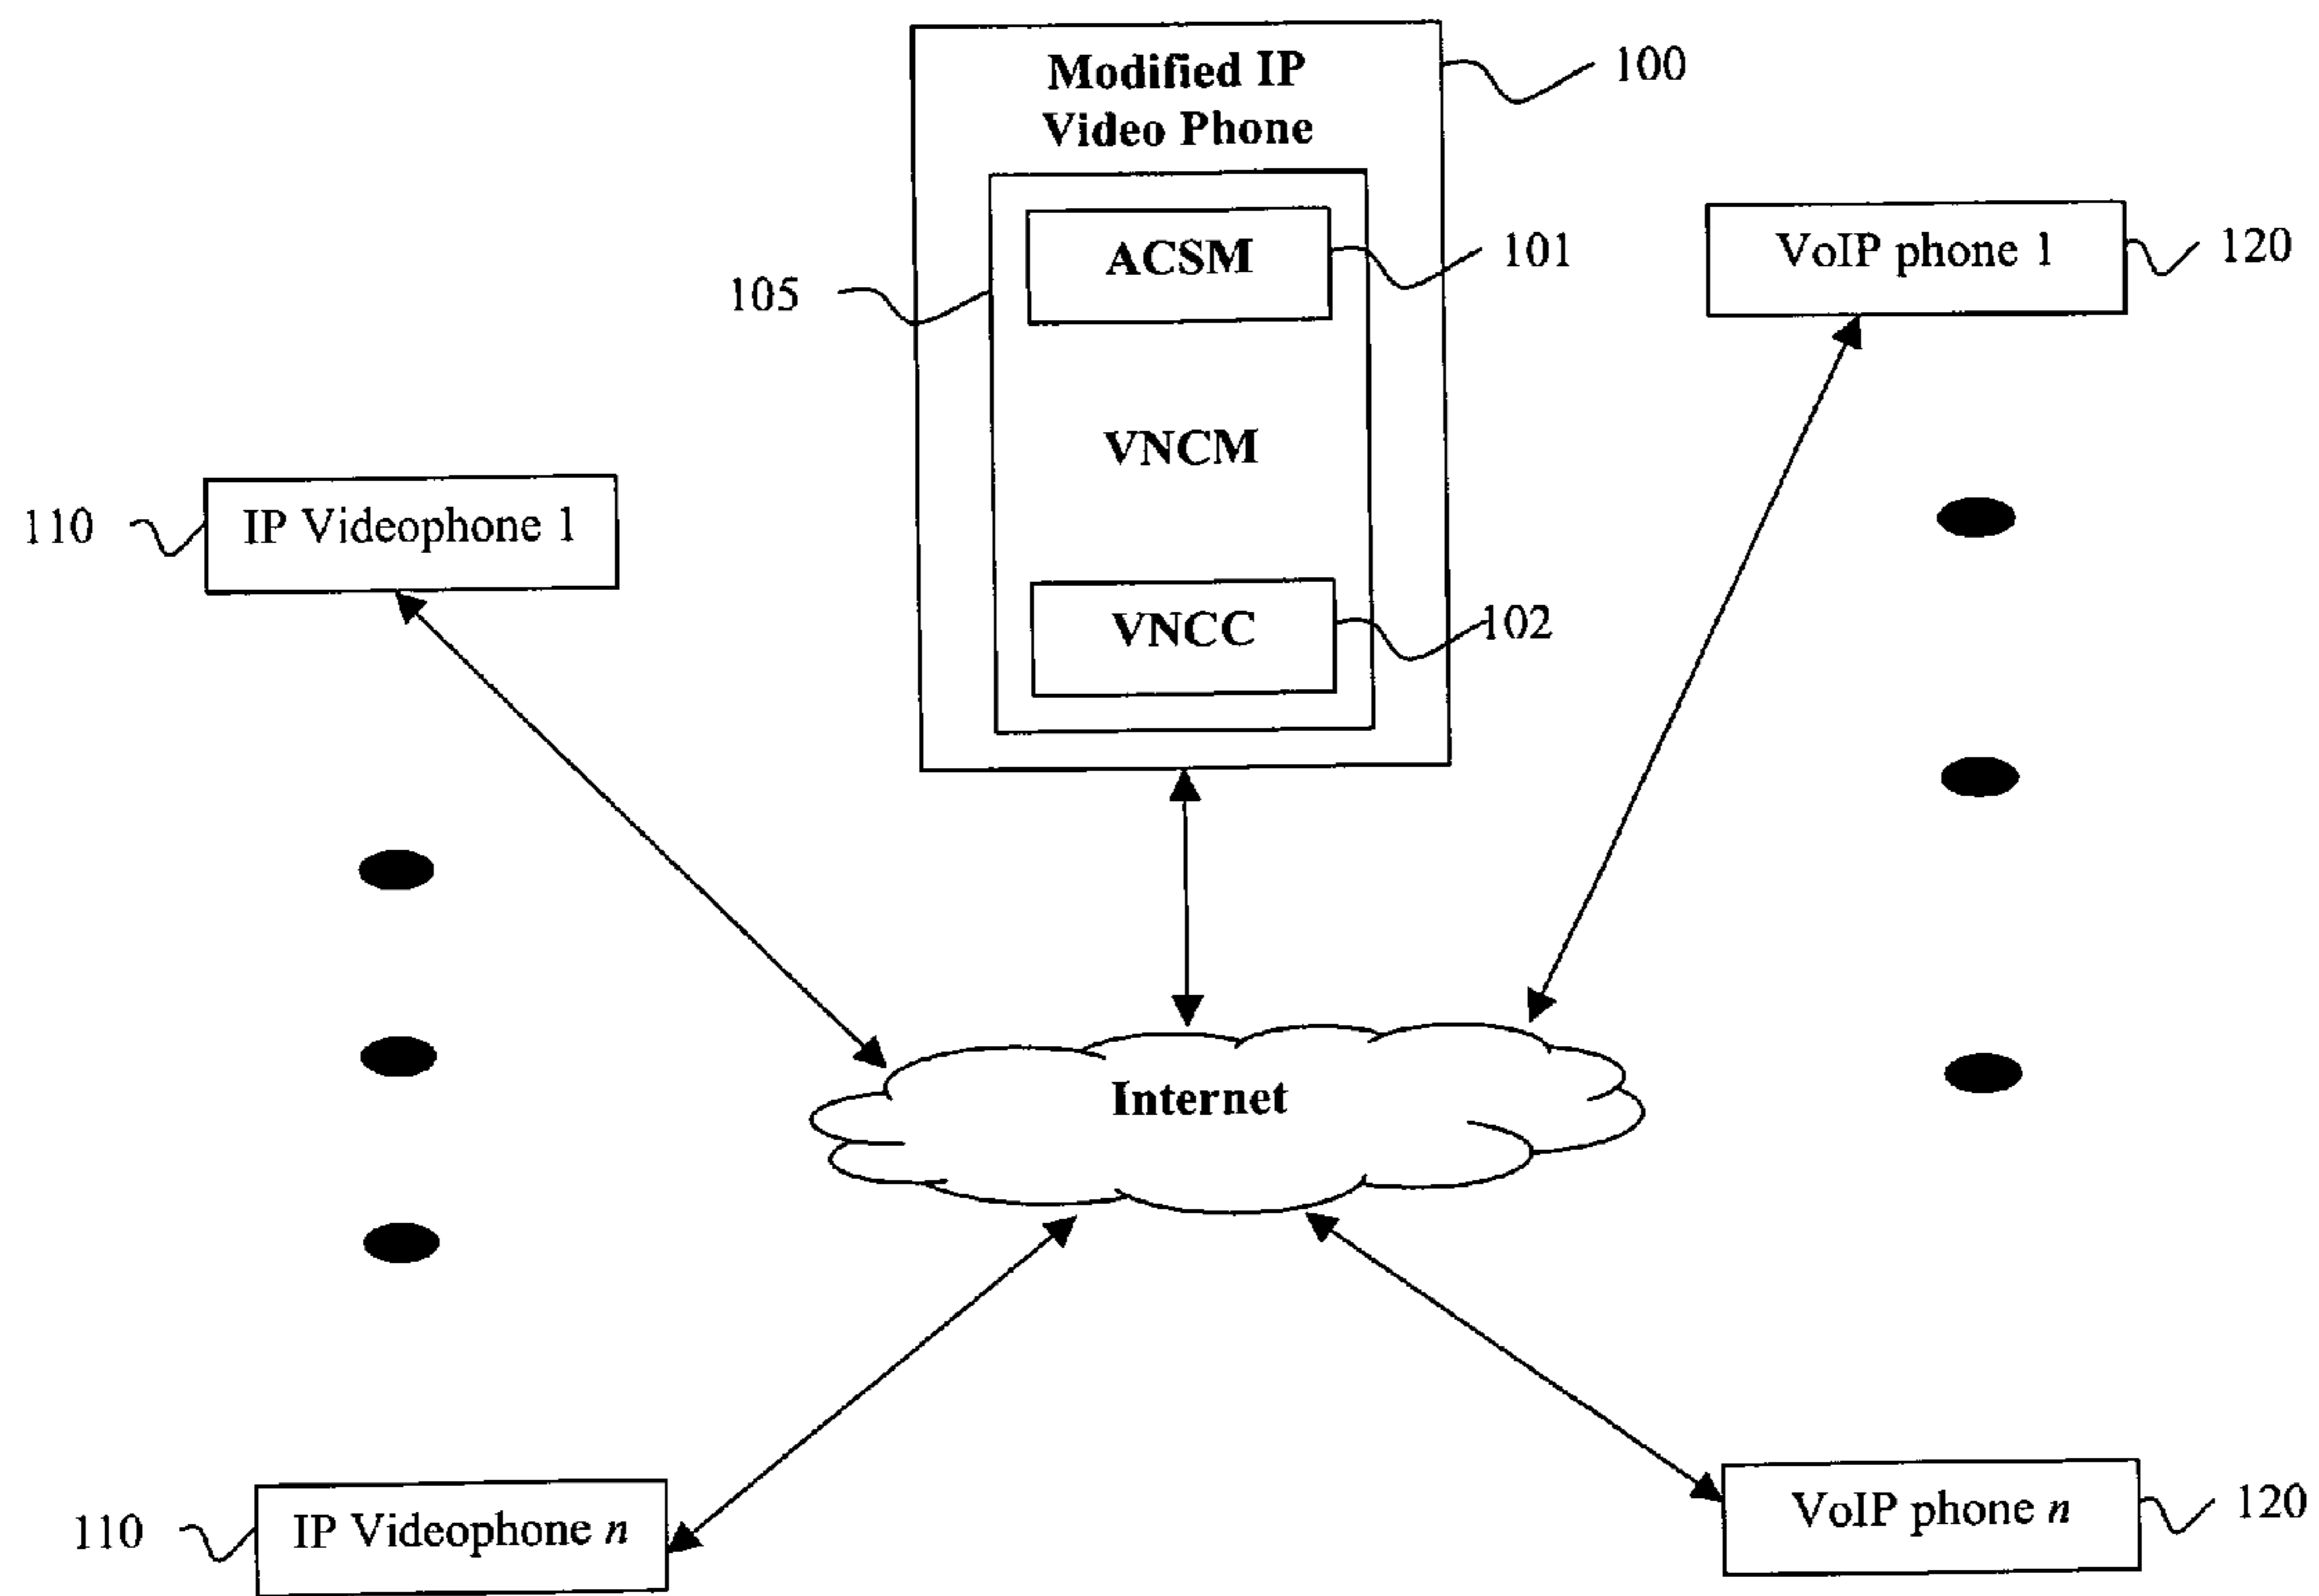 Modified IP
Video Phone
100
ACSM
101
105
VNCM
VNCC
102
VoIP phone 1
120
110
IP Videophone 1
Internet
110
IP Videophone n
VoIP phone n
120